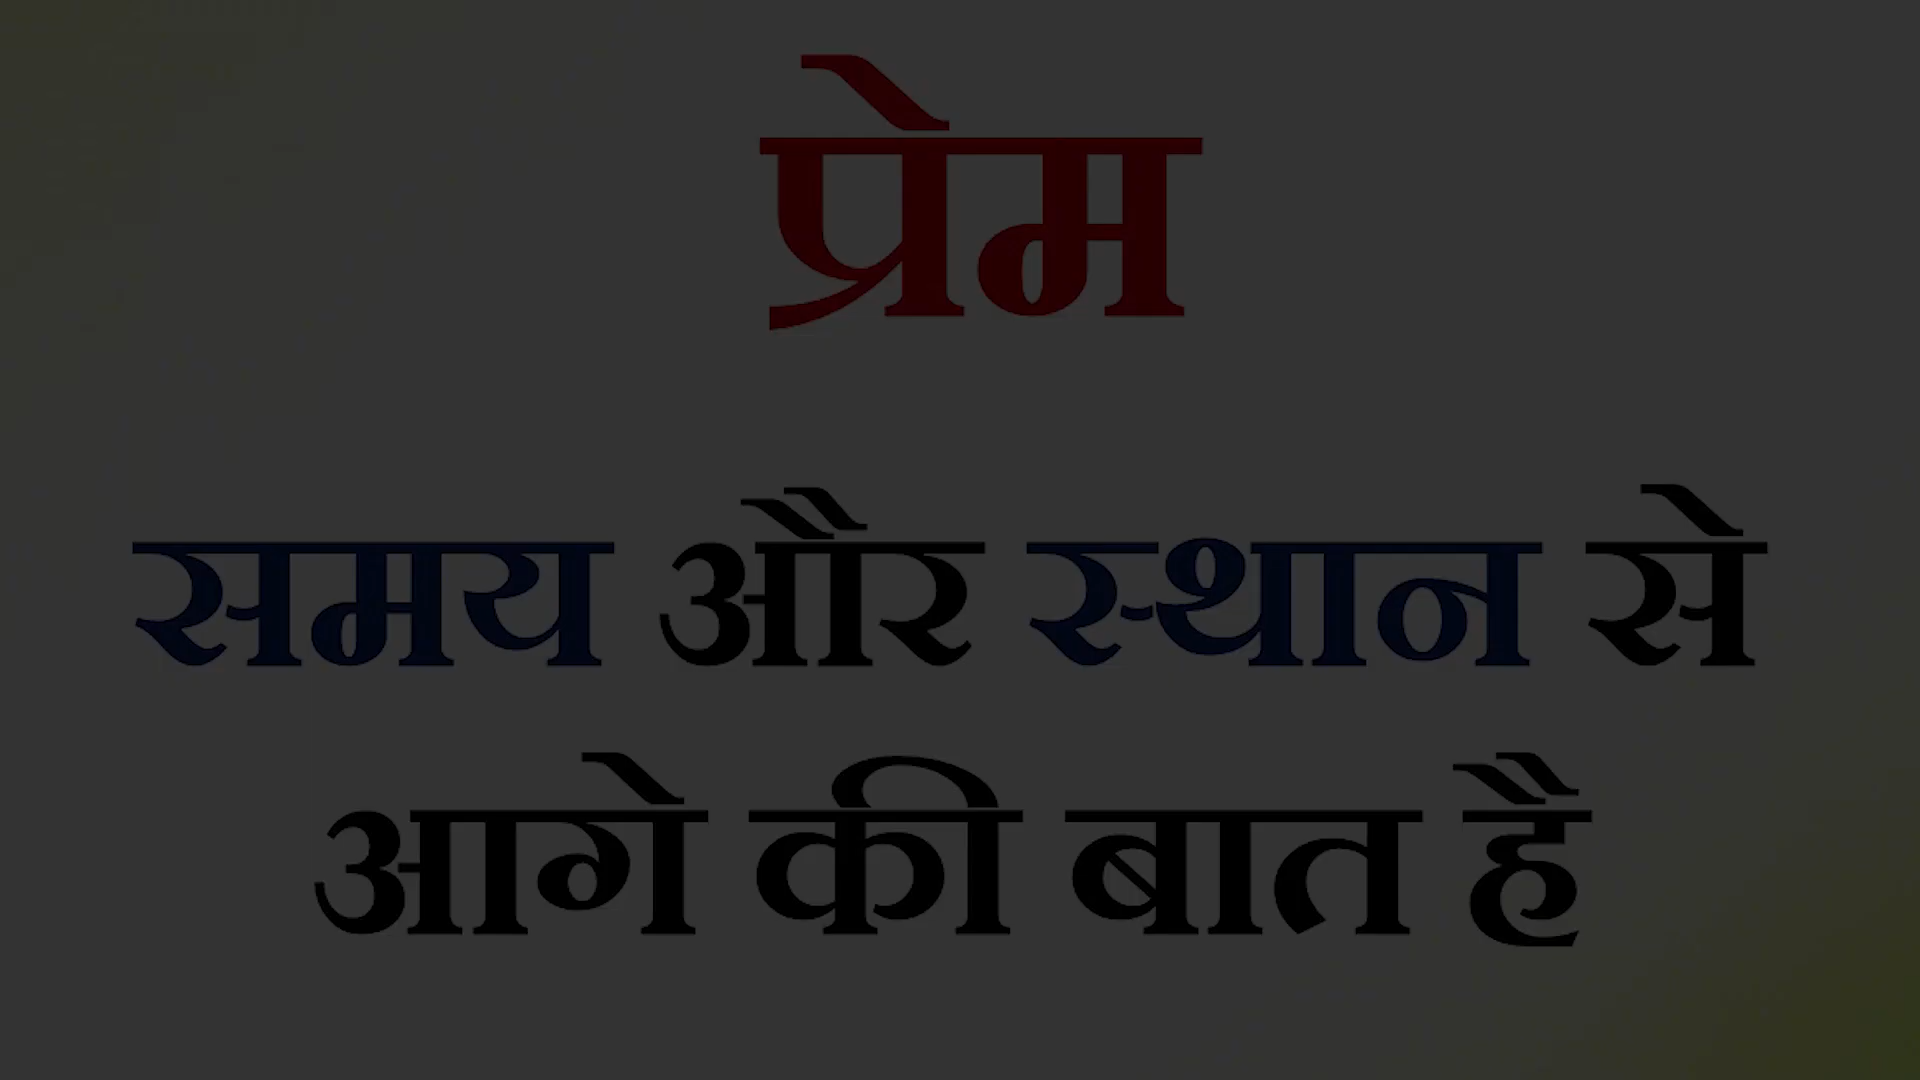 प्रेम
समय और स्थान से
आगे की बात है